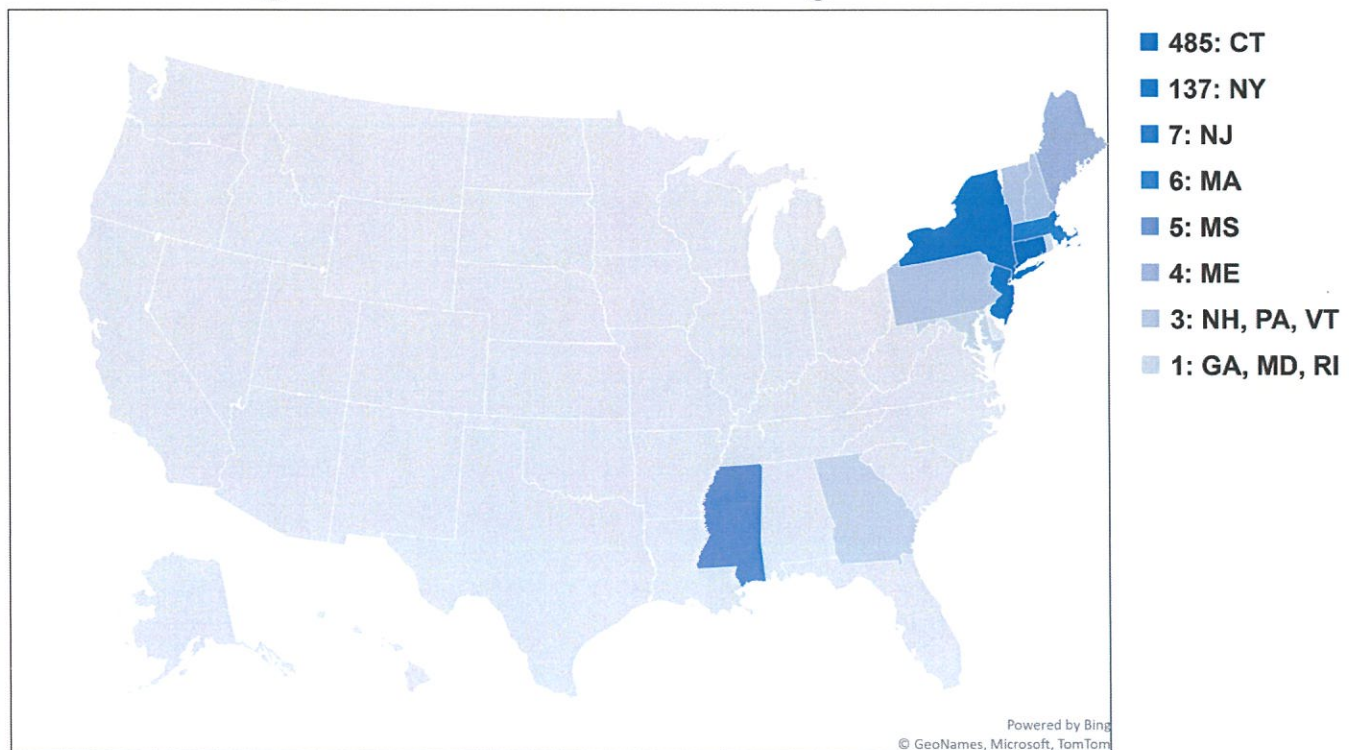 485: CT
137: NY
7: NJ
6: MA
5: MS
4: ME
3: NH, PA, VT
1: GA, MD, RI
Powered by Bing
© GeoNames, Microsoft, TomTom